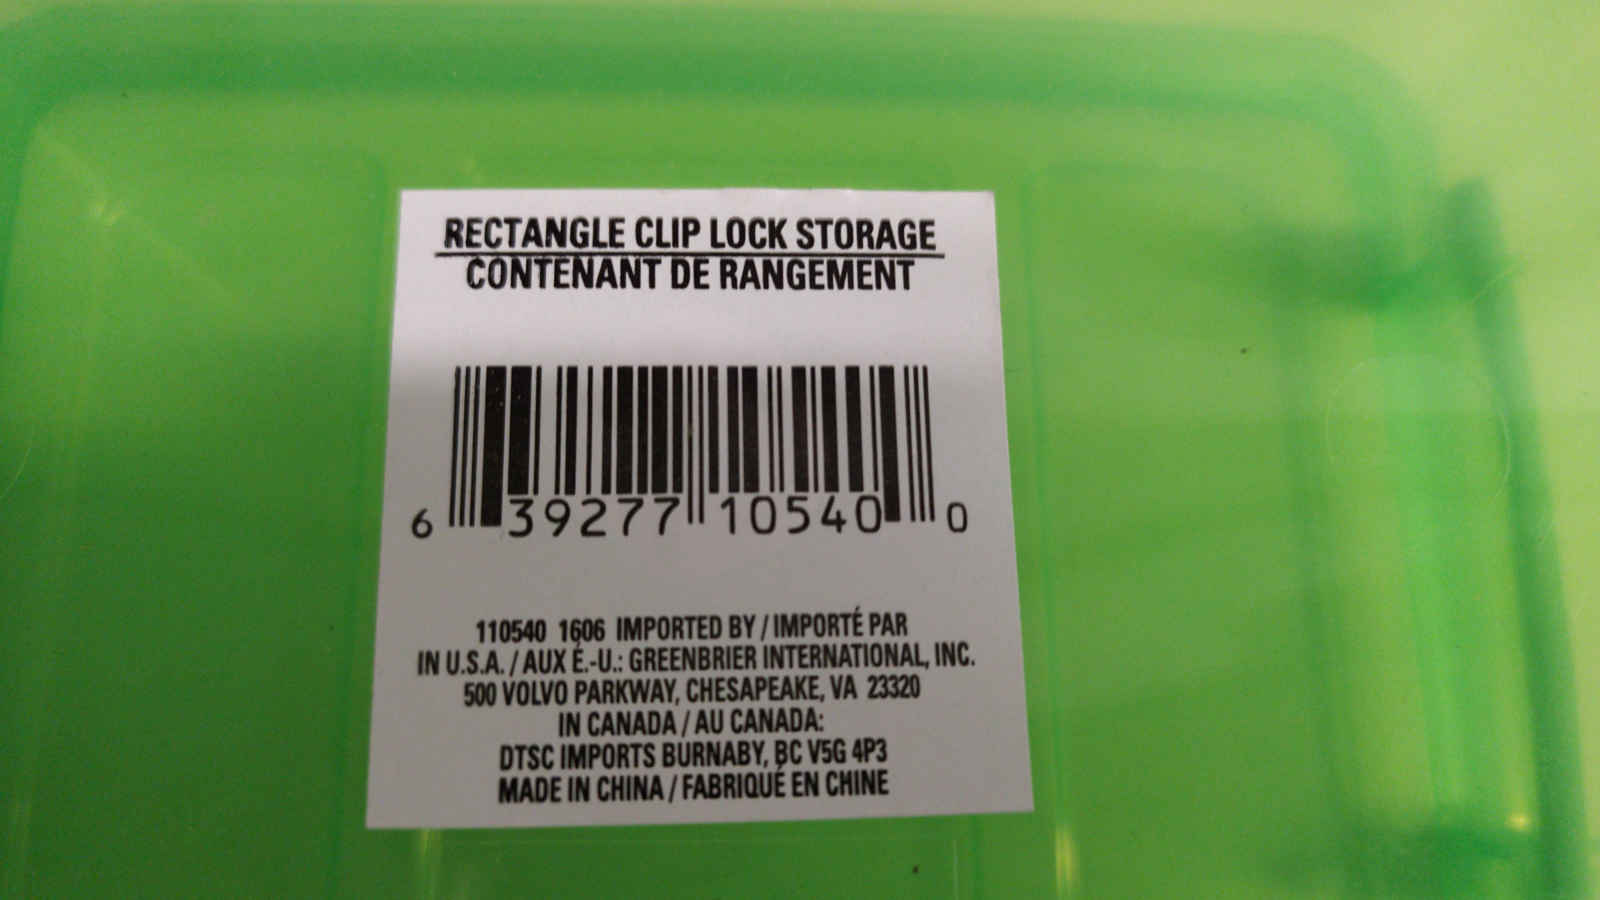 RECTANGLE CLIP LOCK STORAGE
CONTENANT DE RANGEMENT
6 39277 10540 0
110540 1606 IMPORTED BY / IMPORTÉ PAR
IN U.S.A. / AUX É.-U.: GREENBRIER INTERNATIONAL, INC.
500 VOLVO PARKWAY, CHESAPEAKE, VA 23320
IN CANADA / AU CANADA:
DTSC IMPORTS BURNABY, BC V5G 4P3
MADE IN CHINA / FABRIQUÉ EN CHINE